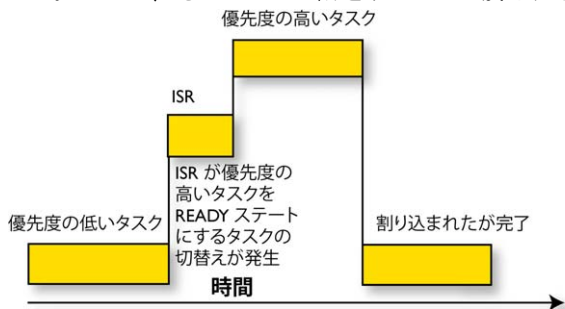 優先度の高いタスク
ISR
ISR が優先度の
高いタスクを
READY ステート
にするタスクの
切替えが発生
優先度の低いタスク
割り込まれたが完了
時間